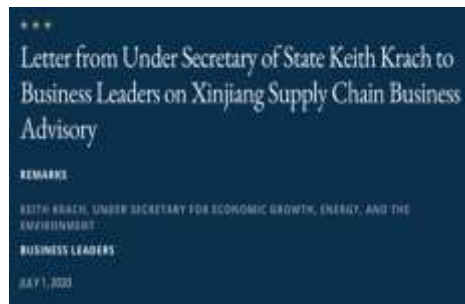 Letter from Under Secretary of State Keith Krach to
Business Leaders on Xinjiang Supply Chain Business
Advisory
REMARKS
KEITH KRACH, UNDER SECRETARY FOR ECONOMIC GROWTH, ENERGY, AND THE
ENVIRONMENT
BUSINESS LEADERS
JULY 1, 2020